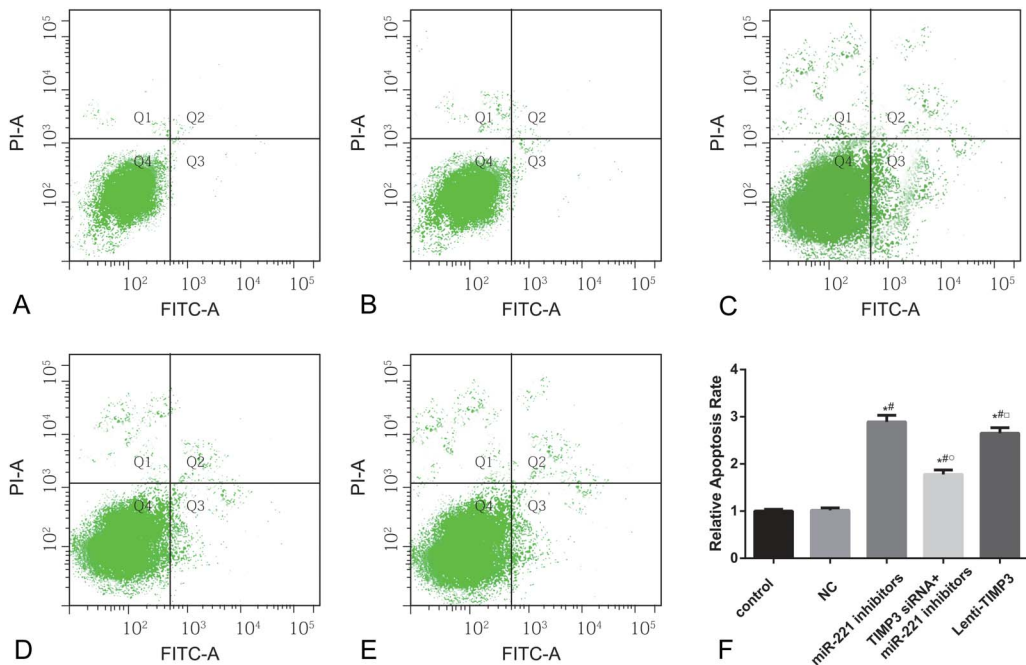 10⁵
10⁴
10³
10²
PI-A
Q1 Q2
Q4 Q3
10² 10³ 10⁴ 10⁵
FITC-A
A
10⁵
10⁴
10³
10²
PI-A
Q1 Q2
Q4 Q3
10² 10³ 10⁴ 10⁵
FITC-A
B
10⁵
10⁴
10³
10²
PI-A
Q1 Q2
Q4 Q3
10² 10³ 10⁴ 10⁵
FITC-A
C
10⁵
10⁴
10³
10²
PI-A
Q1 Q2
Q4 Q3
10² 10³ 10⁴ 10⁵
FITC-A
D
10⁵
10⁴
10³
10²
PI-A
Q1 Q2
Q4 Q3
10² 10³ 10⁴ 10⁵
FITC-A
E
Relative Apoptosis Rate
4
3
2
1
0
*#
*#○
*#□
control
NC
miR-221 inhibitors
TIMP3 siRNA+
miR-221 inhibitors
Lenti-TIMP3
F